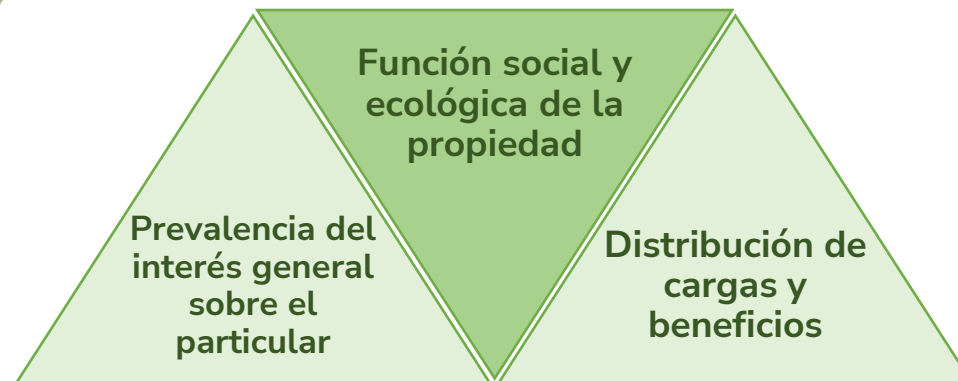 Función social y
ecológica de la
propiedad
Prevalencia del
interés general
sobre el
particular
Distribución de
cargas y
beneficios